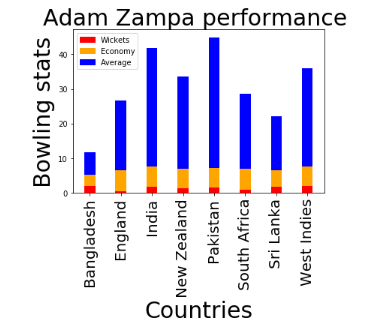 Adam Zampa performance
Wickets
Economy
Average
Bowling stats
40
30
20
10
0
Bangladesh
England
India
New Zealand
Pakistan
South Africa
Sri Lanka
West Indies
Countries